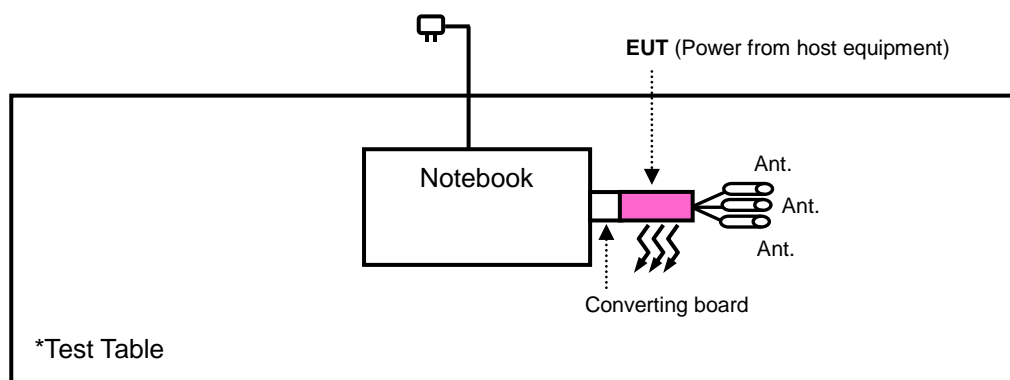 EUT (Power from host equipment)
Notebook
Ant.
Ant.
Ant.
Converting board
*Test Table